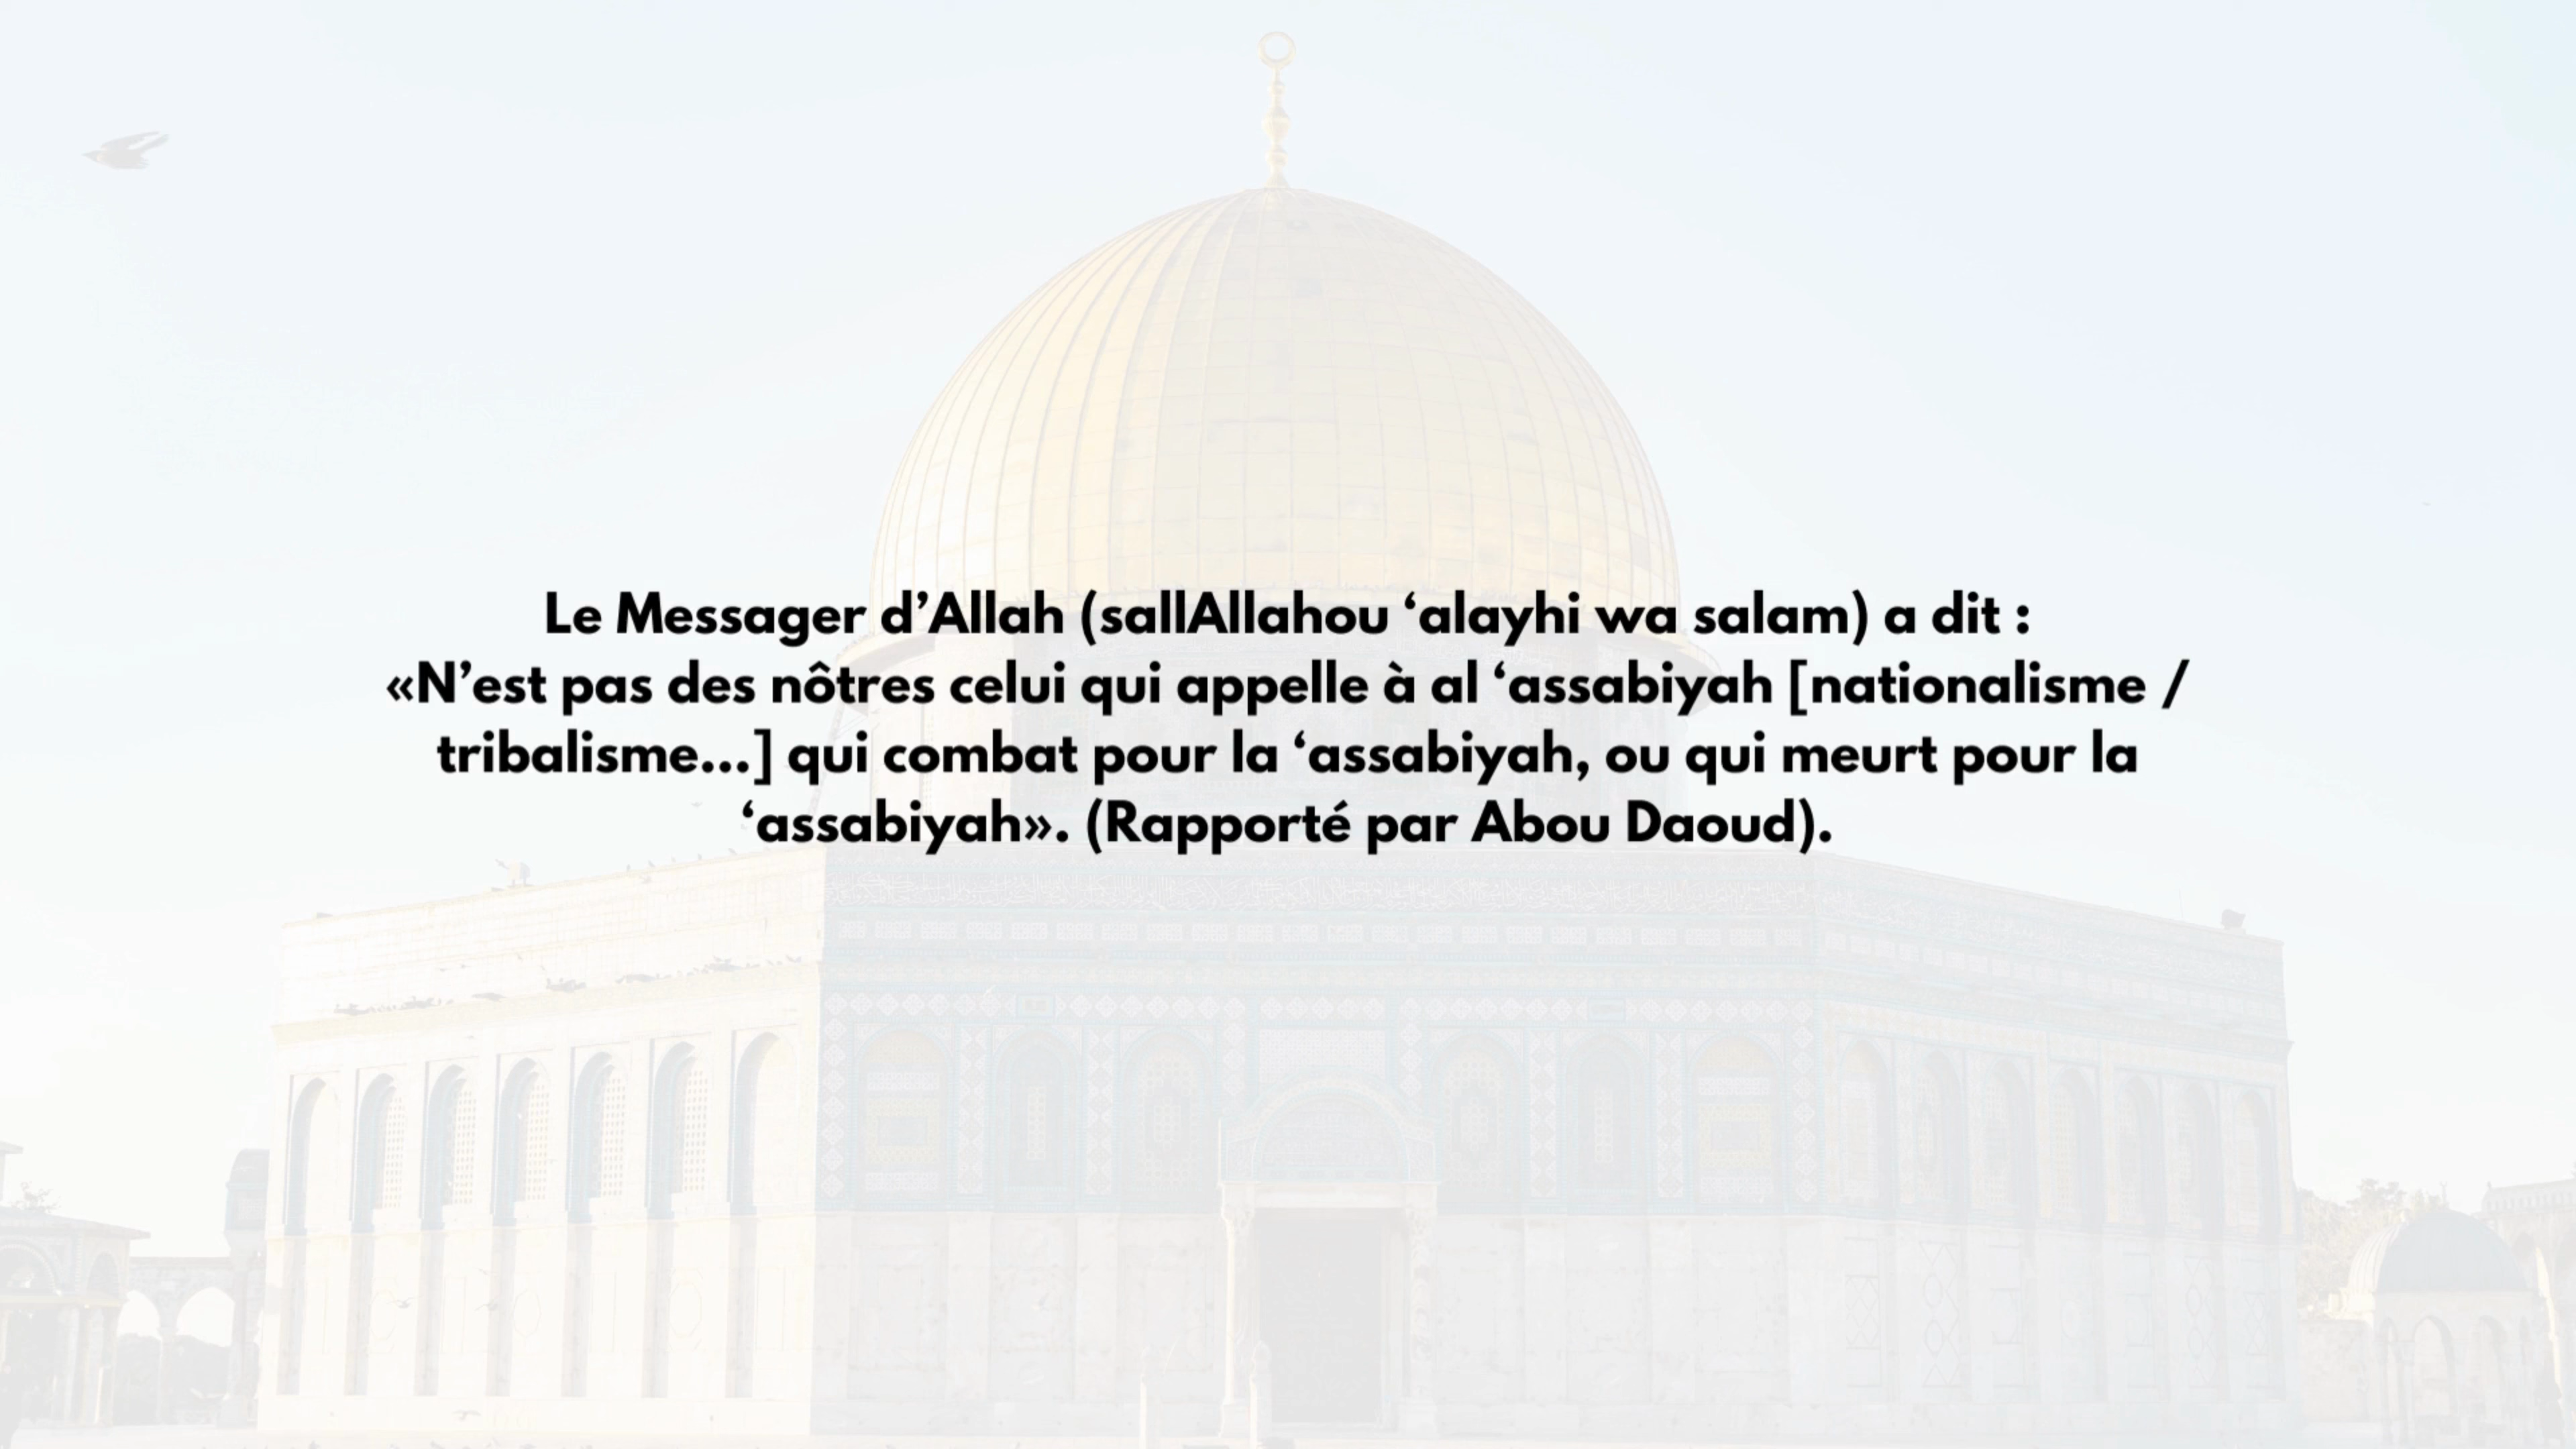 Le Messager d’Allah (sallAllahou ‘alayhi wa salam) a dit :
«N’est pas des nôtres celui qui appelle à al ‘assabiyah [nationalisme /
tribalisme...] qui combat pour la ‘assabiyah, ou qui meurt pour la
‘assabiyah». (Rapporté par Abou Daoud).